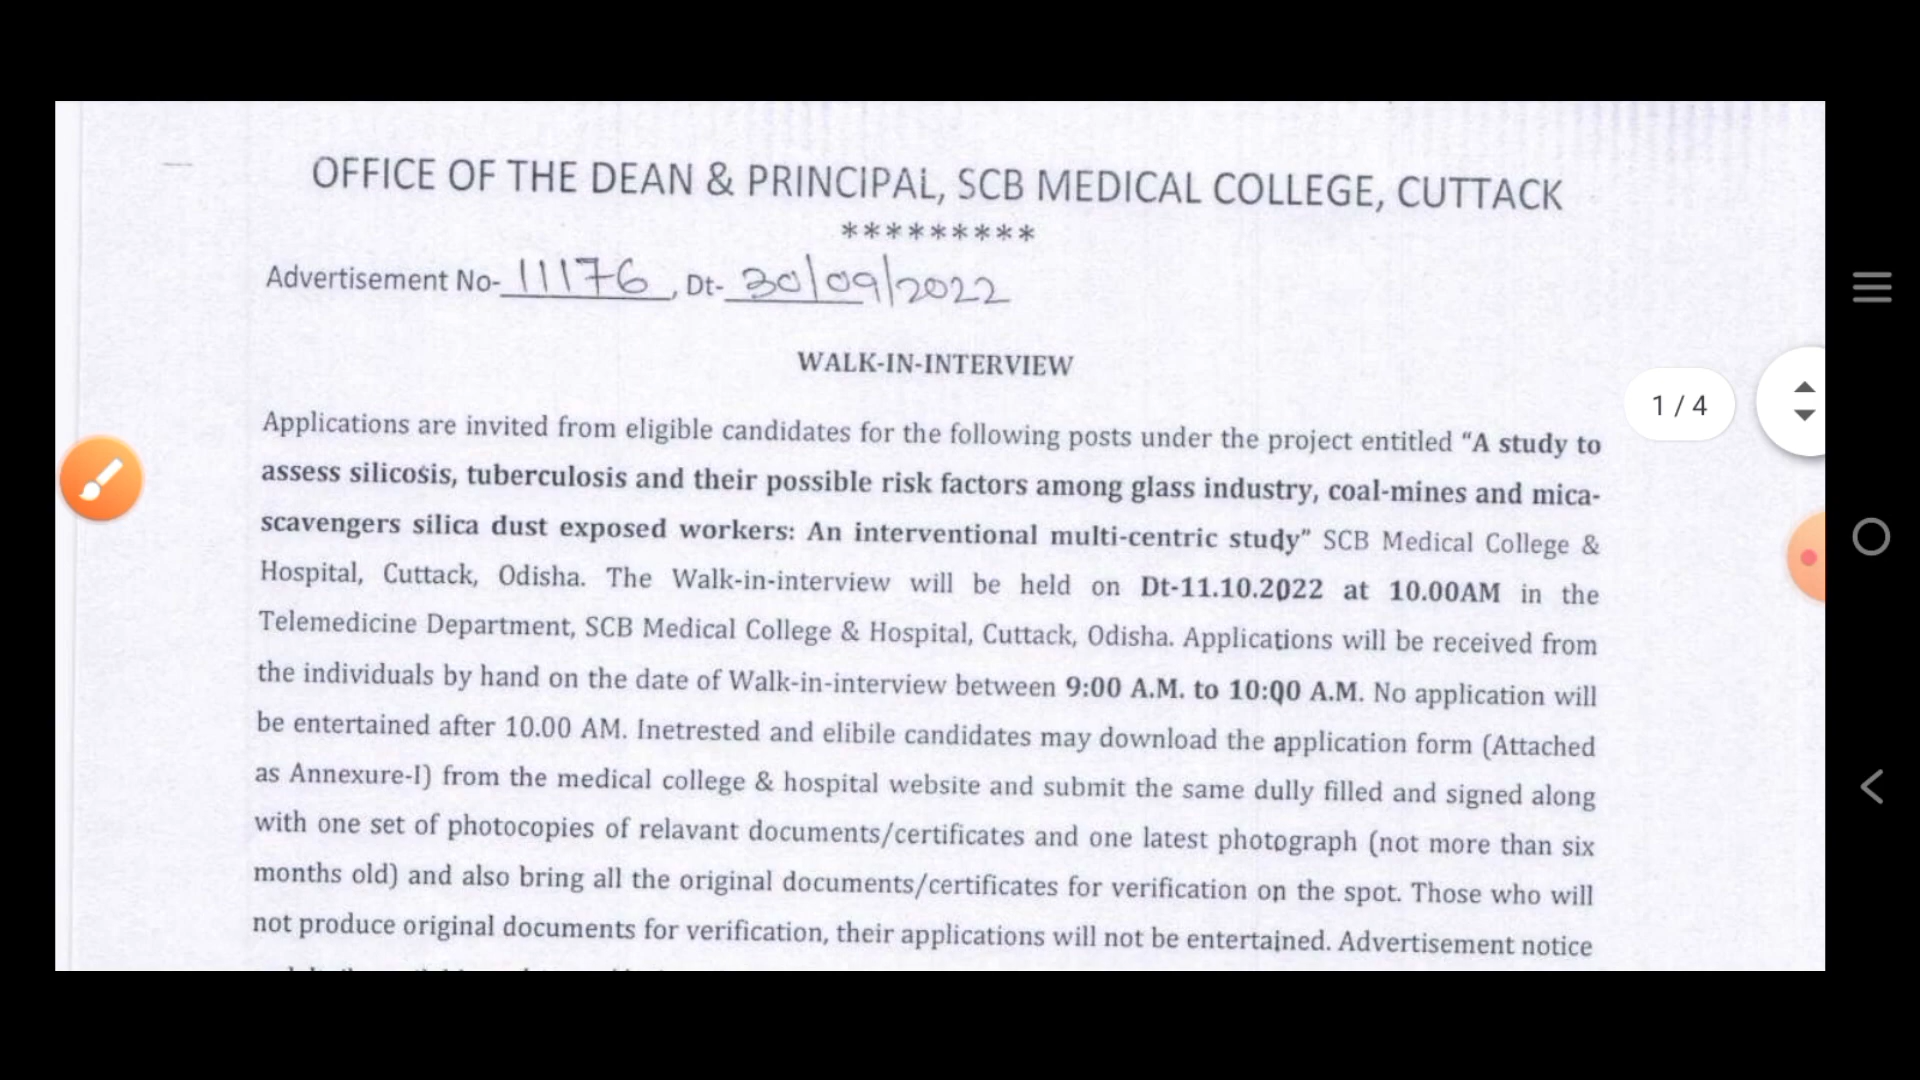 OFFICE OF THE DEAN & PRINCIPAL, SCB MEDICAL COLLEGE, CUTTACK
*********
Advertisement No- 11176, Dt- 30/09/2022
WALK-IN-INTERVIEW
1 / 4
Applications are invited from eligible candidates for the following posts under the project entitled “A study to
assess silicosis, tuberculosis and their possible risk factors among glass industry, coal-mines and mica-
scavengers silica dust exposed workers: An interventional multi-centric study” SCB Medical College &
Hospital, Cuttack, Odisha. The Walk-in-interview will be held on Dt-11.10.2022 at 10.00AM in the
Telemedicine Department, SCB Medical College & Hospital, Cuttack, Odisha. Applications will be received from
the individuals by hand on the date of Walk-in-interview between 9:00 A.M. to 10:00 A.M. No application will
be entertained after 10.00 AM. Inetrested and elibile candidates may download the application form (Attached
as Annexure-I) from the medical college & hospital website and submit the same dully filled and signed along
with one set of photocopies of relavant documents/certificates and one latest photograph (not more than six
months old) and also bring all the original documents/certificates for verification on the spot. Those who will
not produce original documents for verification, their applications will not be entertained. Advertisement notice